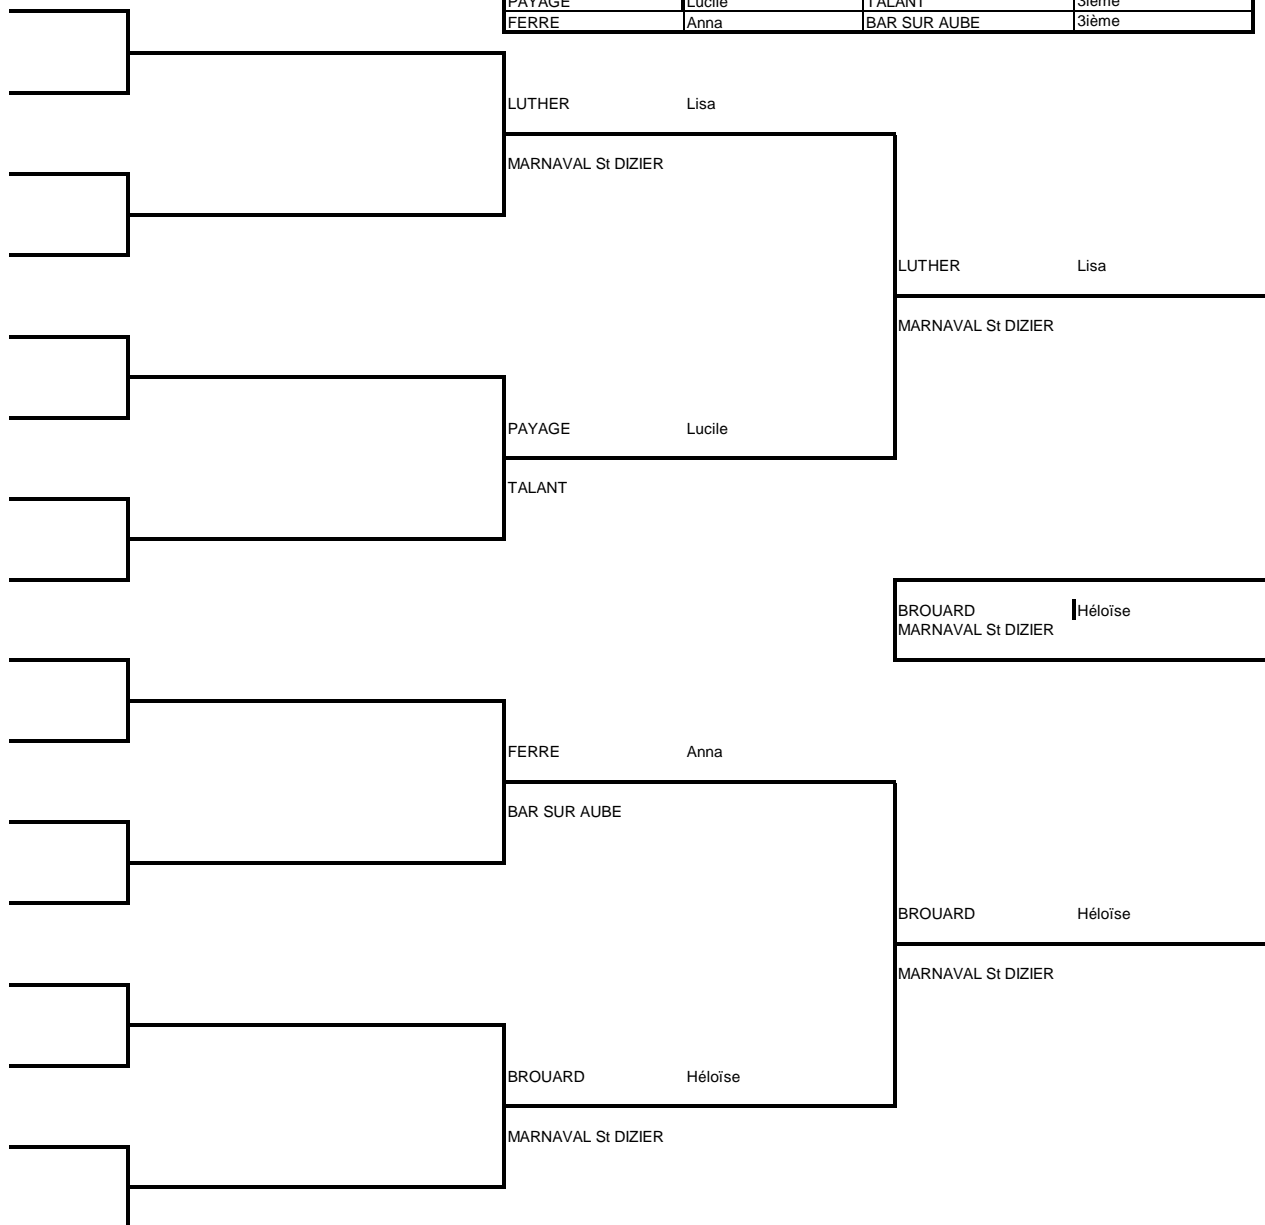 PAYAGE Lucile TALANT 3ième
FERRE Anna BAR SUR AUBE 3ième
LUTHER Lisa
MARNAVAL St DIZIER
LUTHER Lisa
MARNAVAL St DIZIER
PAYAGE Lucile
TALANT
BROUARD Héloïse
MARNAVAL St DIZIER
FERRE Anna
BAR SUR AUBE
BROUARD Héloïse
MARNAVAL St DIZIER
BROUARD Héloïse
MARNAVAL St DIZIER